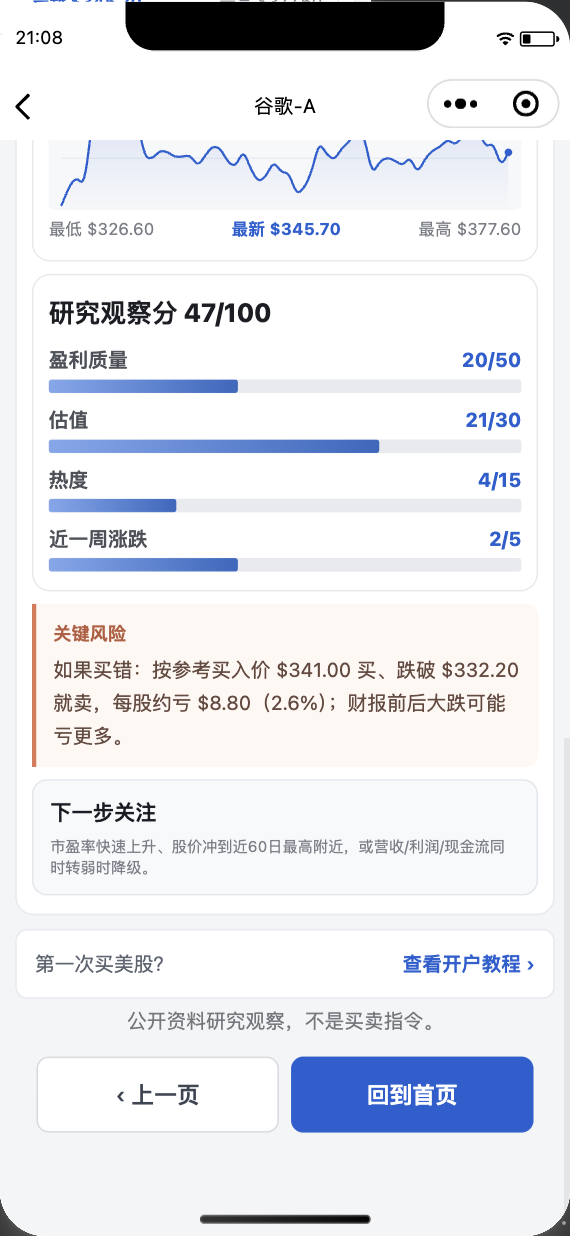 21:08
谷歌-A
最低 $326.60
最新 $345.70
最高 $377.60
研究观察分 47/100
盈利质量 20/50
估值 21/30
热度 4/15
近一周涨跌 2/5
关键风险
如果买错：按参考买入价 $341.00 买、跌破 $332.20
就卖，每股约亏 $8.80（2.6%）；财报前后大跌可能
亏更多。
下一步关注
市盈率快速上升、股价冲到近60日最高附近，或营收/利润/现金流同
时转弱时降级。
第一次买美股?
查看开户教程 ›
公开资料研究观察，不是买卖指令。
‹ 上一页
回到首页